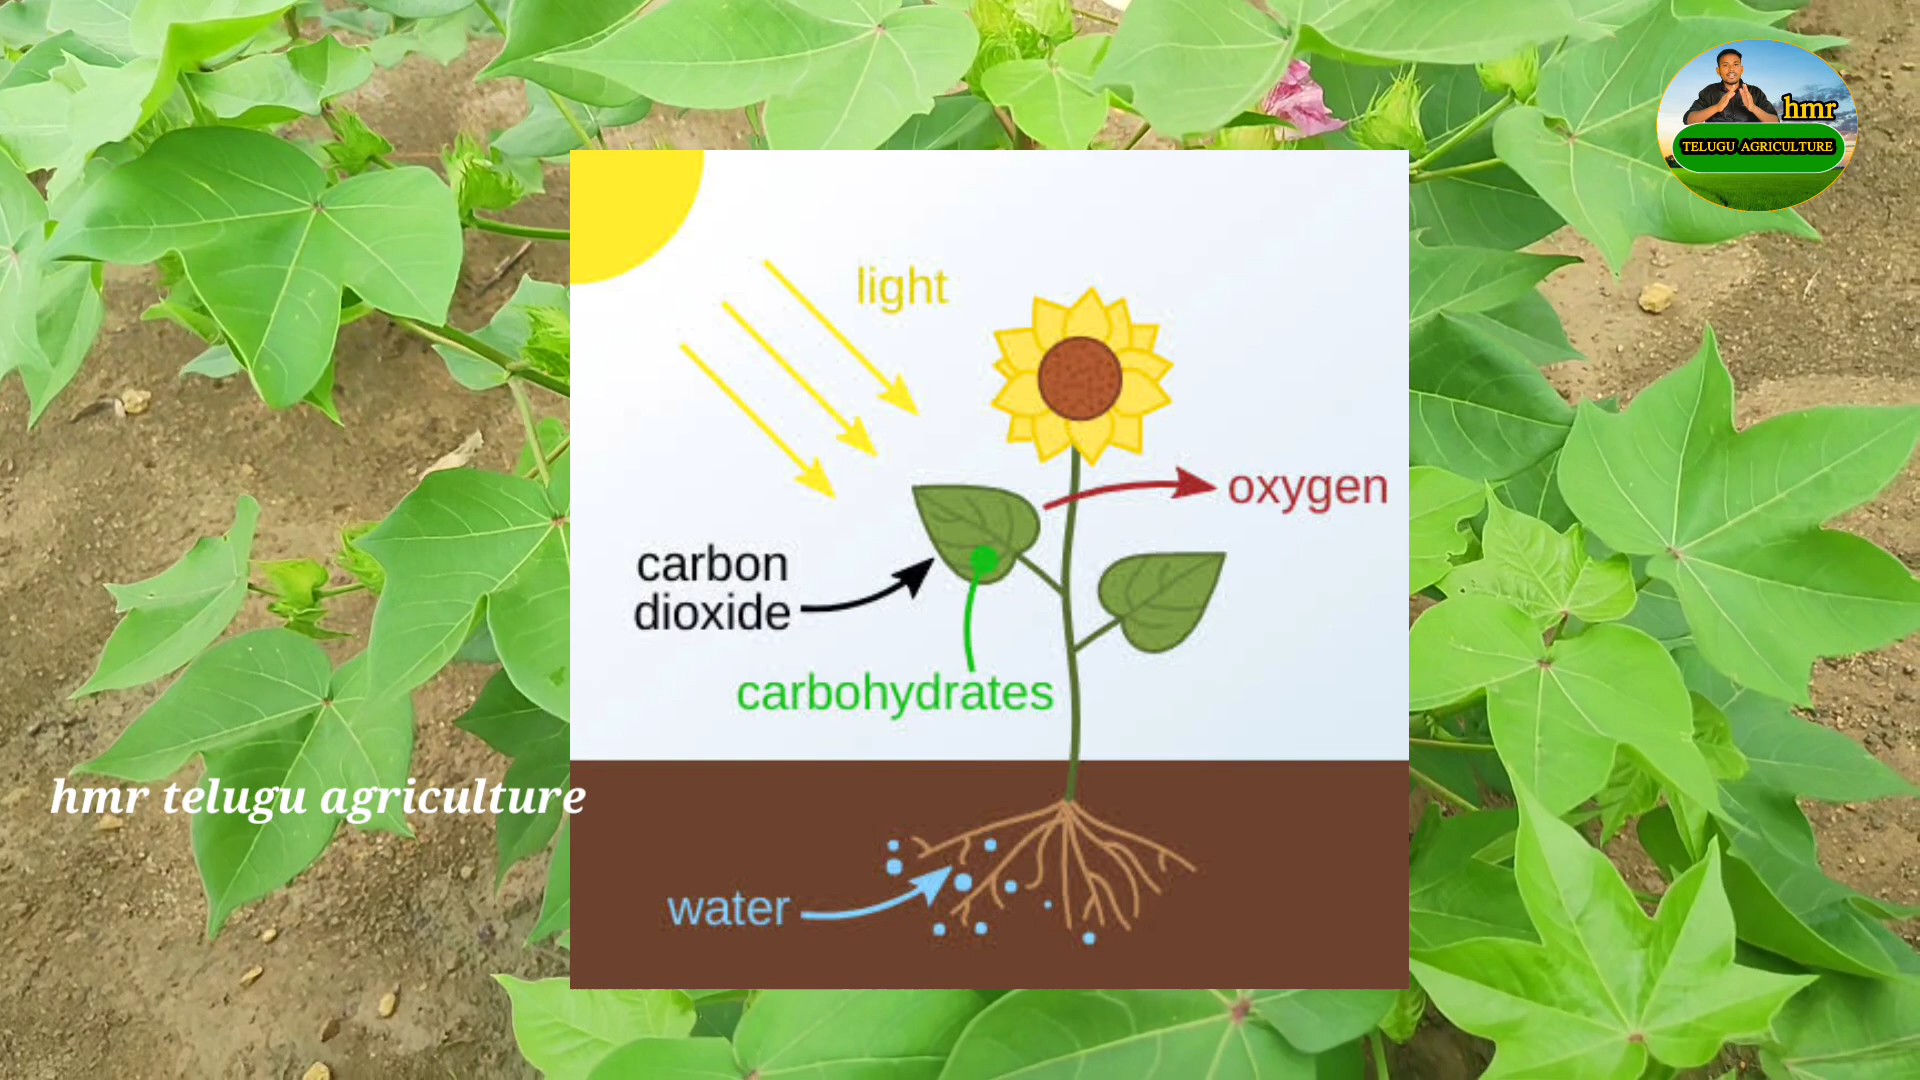 hmr
TELUGU AGRICULTURE
light
oxygen
carbon
dioxide
carbohydrates
hmr telugu agriculture
water